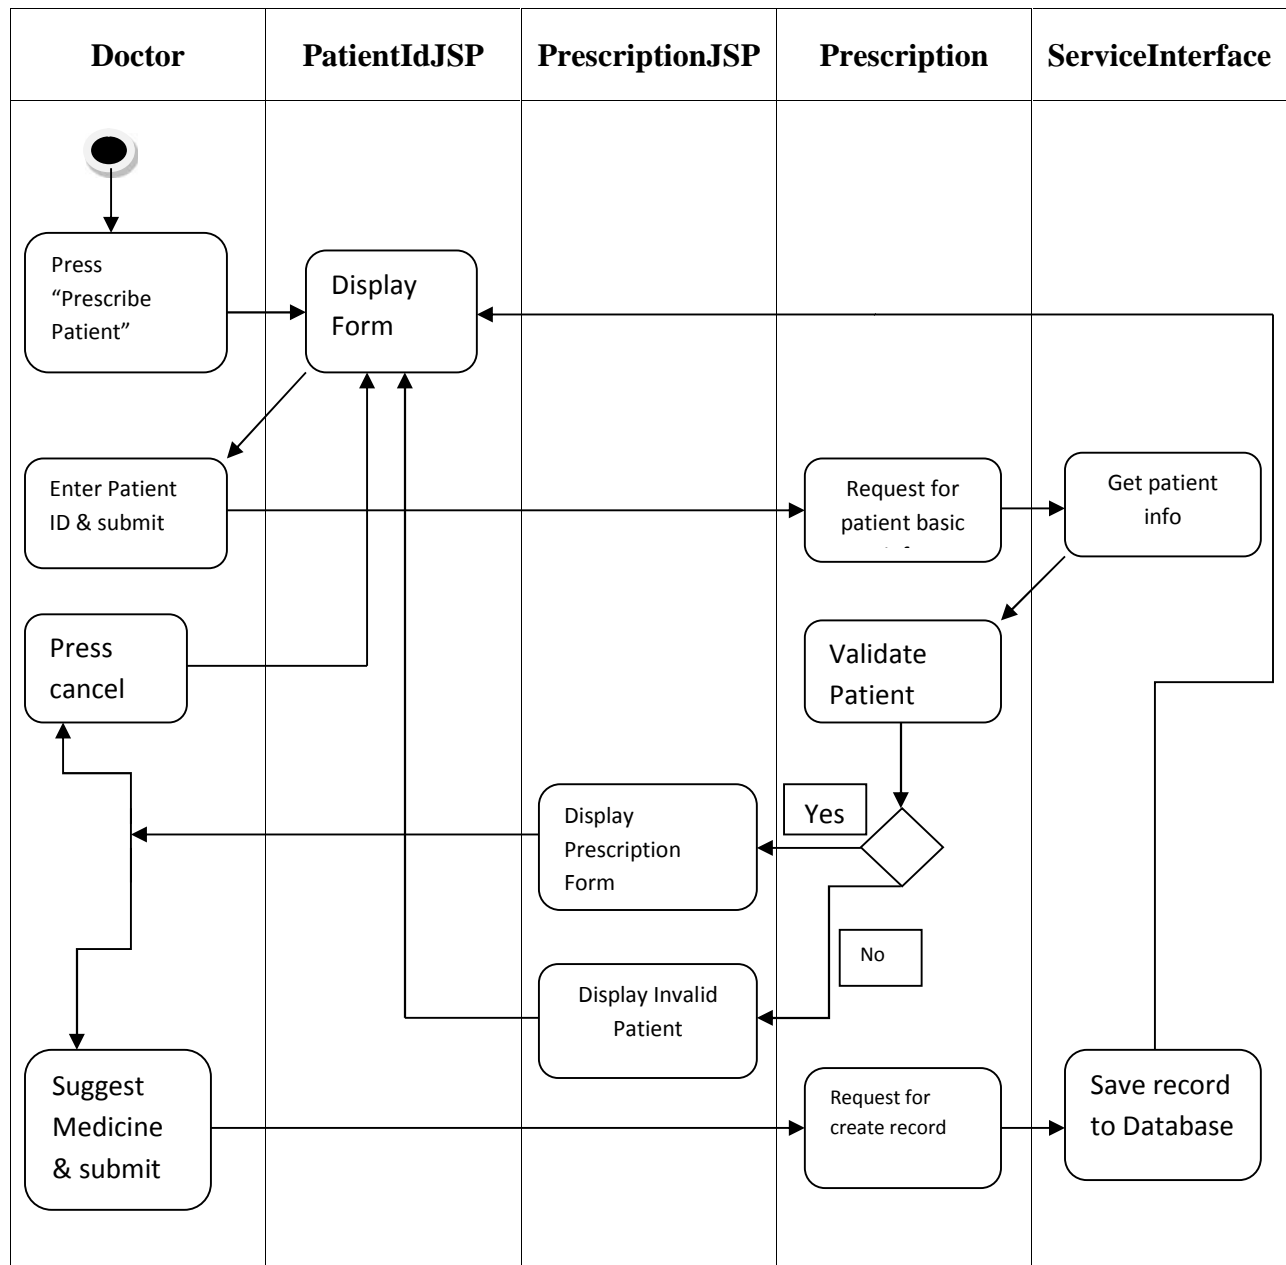 Doctor
PatientIdJSP
PrescriptionJSP
Prescription
ServiceInterface
Press
“Prescribe
Patient”
Display
Form
Enter Patient
ID & submit
Request for
patient basic
Get patient
info
Press
cancel
Validate
Patient
Display
Prescription
Form
Yes
No
Display Invalid
Patient
Suggest
Medicine
& submit
Request for
create record
Save record
to Database